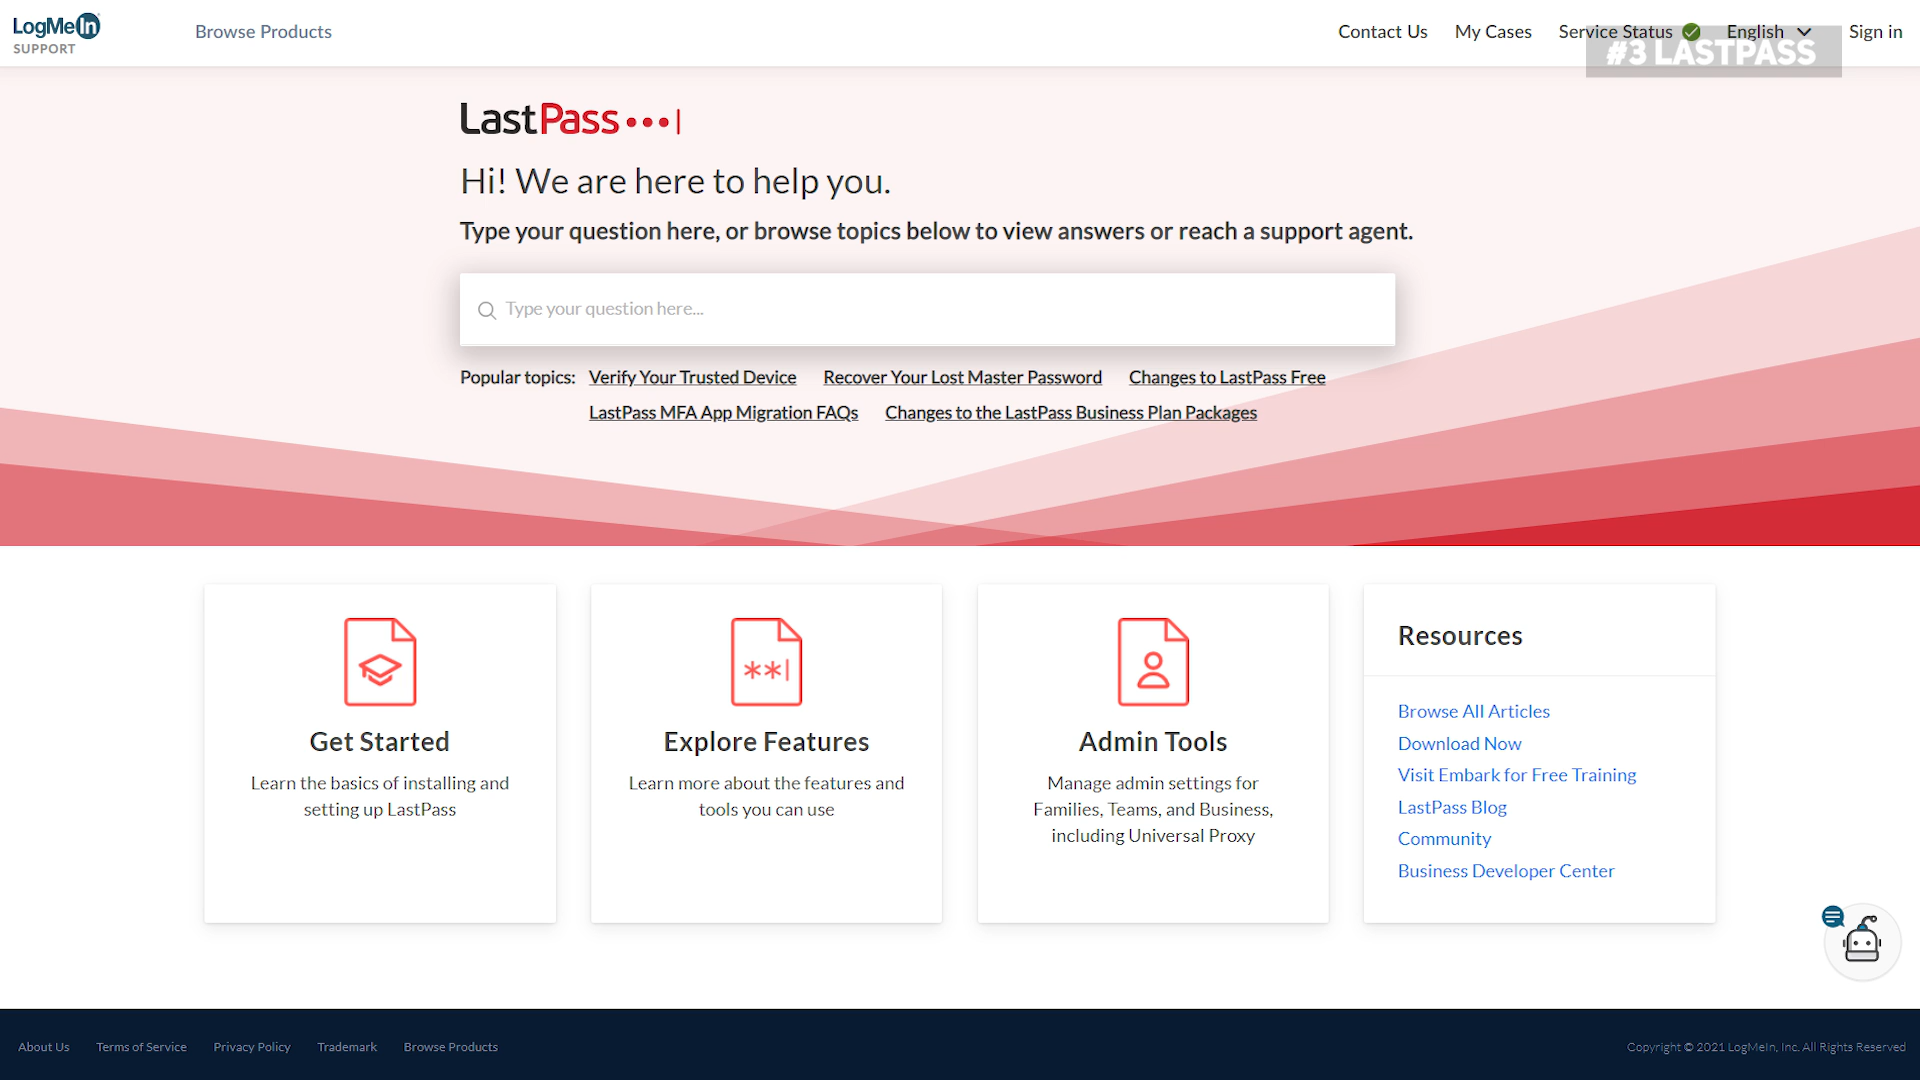 LogMeIn
SUPPORT
Browse Products
Contact Us
My Cases
Service Status
English
Sign in
#3 LASTPASS
LastPass
Hi! We are here to help you.
Type your question here, or browse topics below to view answers or reach a support agent.
Type your question here...
Popular topics: Verify Your Trusted Device Recover Your Lost Master Password Changes to LastPass Free
LastPass MFA App Migration FAQs Changes to the LastPass Business Plan Packages
Get Started
Learn the basics of installing and
setting up LastPass
Explore Features
Learn more about the features and
tools you can use
Admin Tools
Manage admin settings for
Families, Teams, and Business,
including Universal Proxy
Resources
Browse All Articles
Download Now
Visit Embark for Free Training
LastPass Blog
Community
Business Developer Center
About Us
Terms of Service
Privacy Policy
Trademark
Browse Products
Copyright © 2021 LogMeIn, Inc. All Rights Reserved